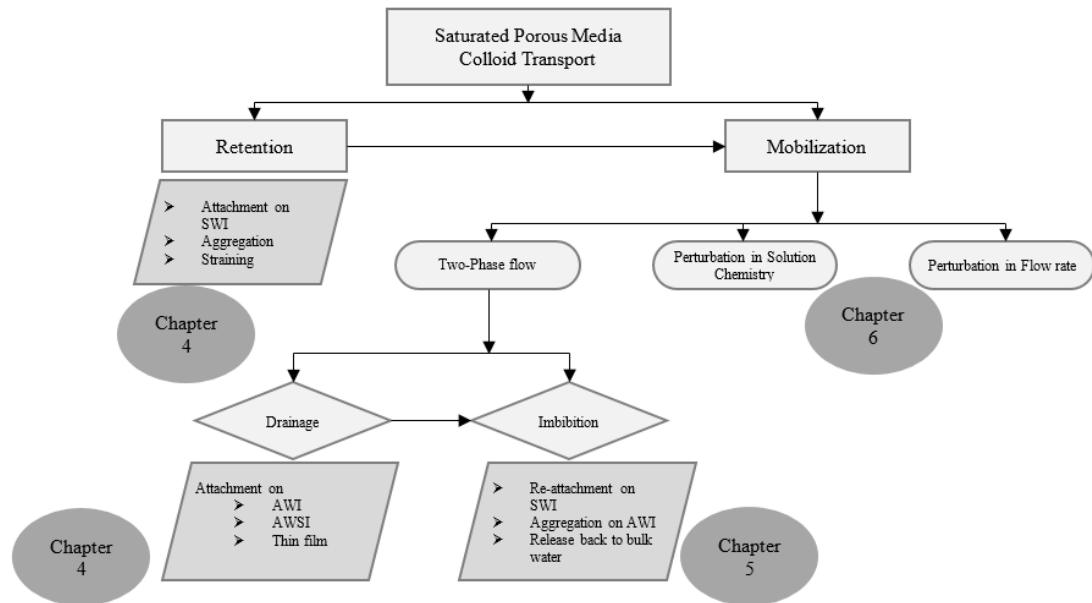 Saturated Porous Media
Colloid Transport
Retention
Mobilization
➢ Attachment on
SWI
➢ Aggregation
➢ Straining
Two-Phase flow
Perturbation in Solution
Chemistry
Perturbation in Flow rate
Chapter
4
Chapter
6
Drainage
Imbibition
Attachment on
➢ AWI
➢ AWSI
➢ Thin film
➢ Re-attachment on
SWI
➢ Aggregation on AWI
➢ Release back to bulk
water
Chapter
4
Chapter
5